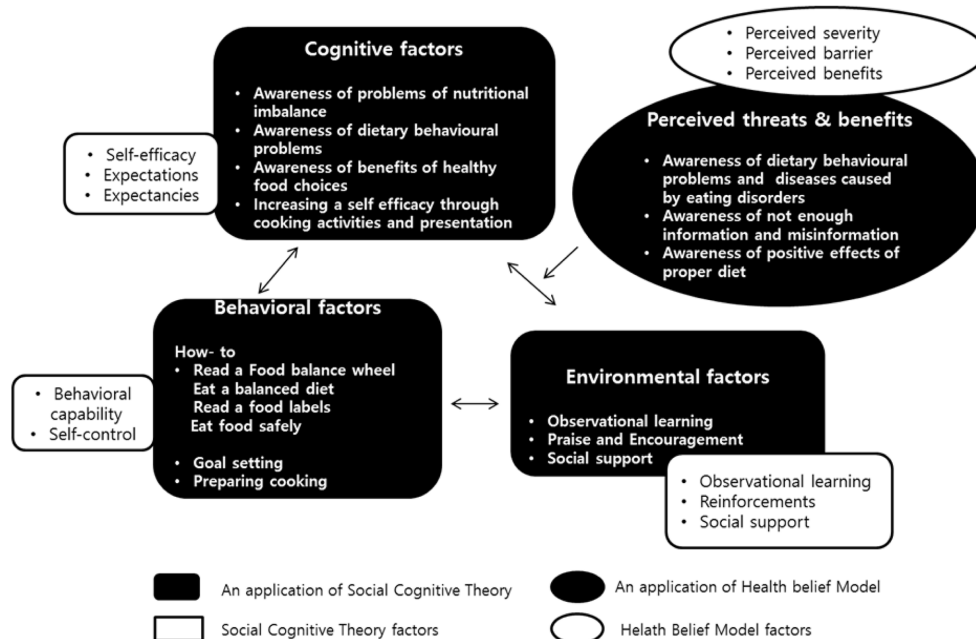 Cognitive factors
• Awareness of problems of nutritional
imbalance
• Awareness of dietary behavioural
problems
• Awareness of benefits of healthy
food choices
• Increasing a self efficacy through
cooking activities and presentation
• Self-efficacy
• Expectations
• Expectancies
• Perceived severity
• Perceived barrier
• Perceived benefits
Perceived threats & benefits
• Awareness of dietary behavioural
problems and diseases caused
by eating disorders
• Awareness of not enough
information and misinformation
• Awareness of positive effects of
proper diet
Behavioral factors
How- to
• Read a Food balance wheel
Eat a balanced diet
Read a food labels
Eat food safely
• Goal setting
• Preparing cooking
• Behavioral
capability
• Self-control
Environmental factors
• Observational learning
• Praise and Encouragement
• Social support
• Observational learning
• Reinforcements
• Social support
An application of Social Cognitive Theory
An application of Health belief Model
Social Cognitive Theory factors
Helath Belief Model factors